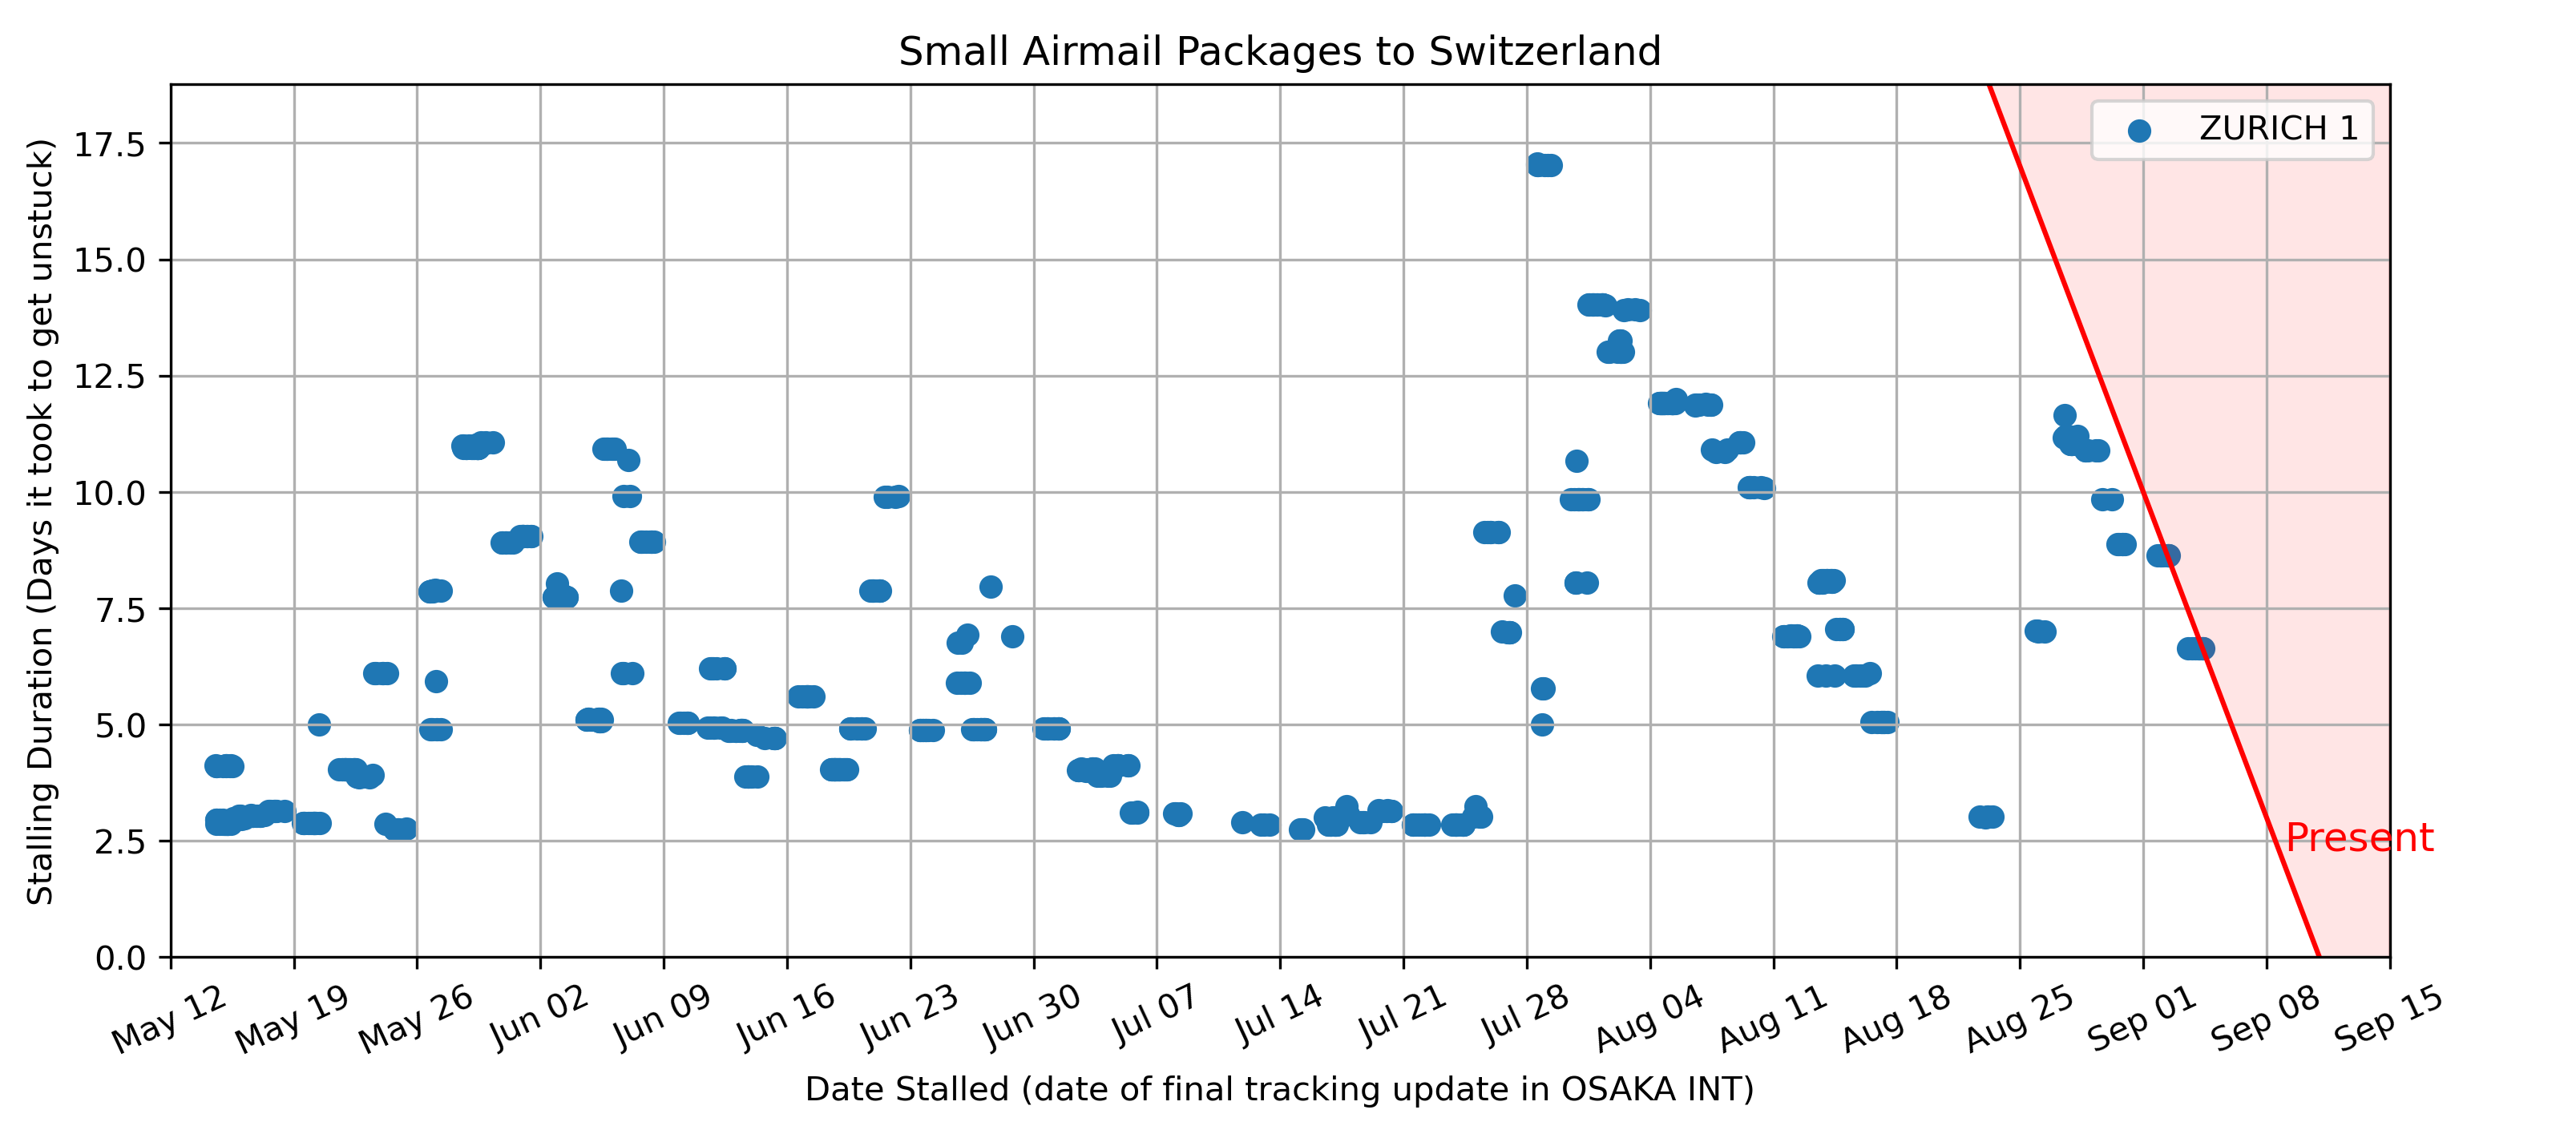 Small Airmail Packages to Switzerland
ZURICH 1
Stalling Duration (Days it took to get unstuck)
17.5
15.0
12.5
10.0
7.5
5.0
2.5
0.0
Present
May 12
May 19
May 26
Jun 02
Jun 09
Jun 16
Jun 23
Jun 30
Jul 07
Jul 14
Jul 21
Jul 28
Aug 04
Aug 11
Aug 18
Aug 25
Sep 01
Sep 08
Sep 15
Date Stalled (date of final tracking update in OSAKA INT)